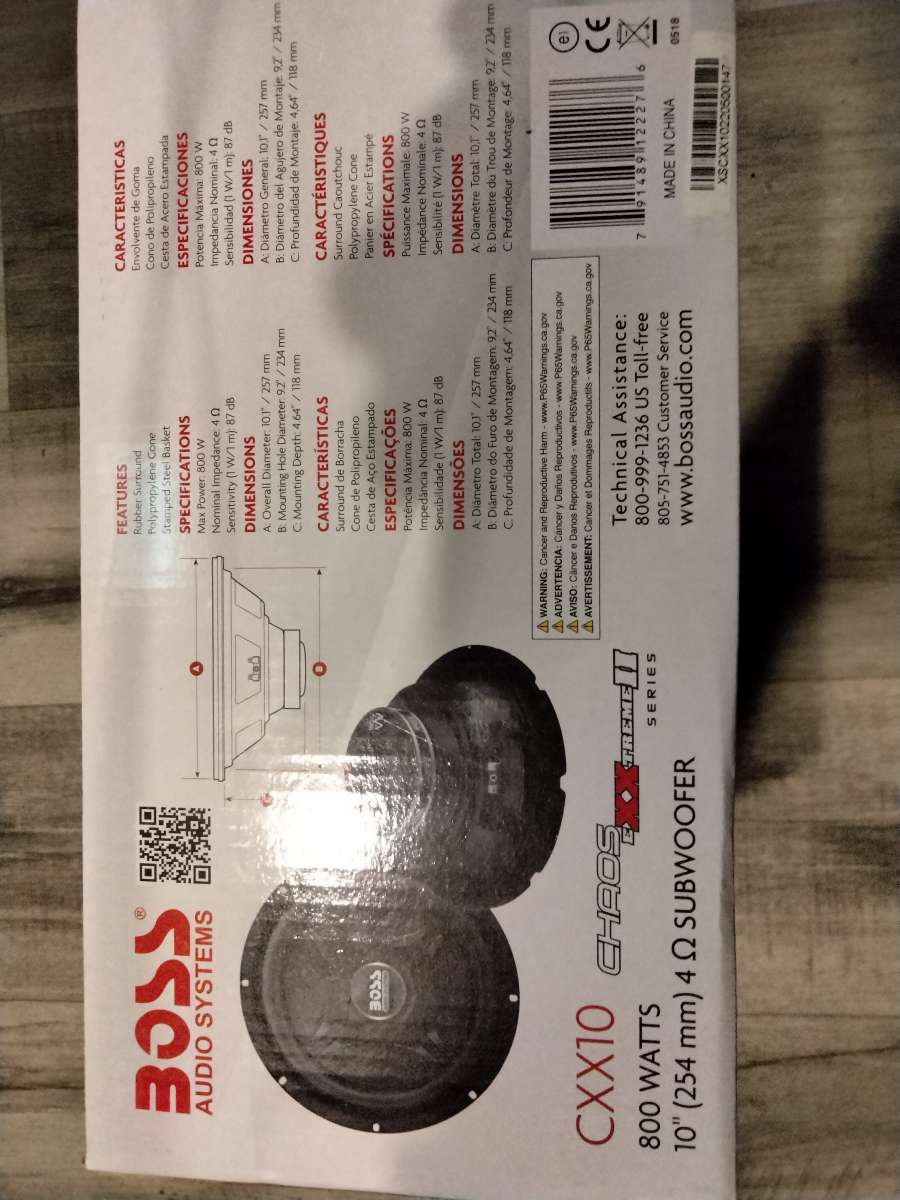 BOSS®
AUDIO SYSTEMS
A
B
C
BOSS
CXX10
CHAOS EXXTREME II
SERIES
800 WATTS
10" (254 mm) 4 Ω SUBWOOFER
FEATURES
Rubber Surround
Polypropylene Cone
Stamped Steel Basket
SPECIFICATIONS
Max Power: 800 W
Nominal Impedance: 4 Ω
Sensitivity (1 W/1 m): 87 dB
DIMENSIONS
A: Overall Diameter: 10.1" / 257 mm
B: Mounting Hole Diameter: 9.2" / 234 mm
C: Mounting Depth: 4.64" / 118 mm
CARACTERISTICAS
Envolvente de Goma
Cono de Polipropileno
Cesta de Acero Estampada
ESPECIFICACIONES
Potencia Máxima: 800 W
Impedancia Nominal: 4 Ω
Sensibilidad (1 W/1 m): 87 dB
DIMENSIONES
A: Diámetro General: 10.1" / 257 mm
B: Diámetro del Agujero de Montaje: 9.2" / 234 mm
C: Profundidad de Montaje: 4.64" / 118 mm
CARACTERÍSTICAS
Surround de Borracha
Cone de Polipropileno
Cesta de Aço Estampado
ESPECIFICAÇÕES
Potência Máxima: 800 W
Impedância Nominal: 4 Ω
Sensibilidade (1 W/1 m): 87 dB
DIMENSÕES
A: Diámetro Total: 10.1" / 257 mm
B: Diâmetro do Furo de Montagem: 9.2" / 234 mm
C: Profundidade de Montagem: 4.64" / 118 mm
CARACTÉRISTIQUES
Surround Caoutchouc
Polypropylene Cone
Panier en Acier Estampé
SPÉCIFICATIONS
Puissance Maximale: 800 W
Impédance Nominale: 4 Ω
Sensibilité (1 W/1 m): 87 dB
DIMENSIONS
A: Diamètre Total: 10.1" / 257 mm
B: Diamètre du Trou de Montage: 9.2" / 234 mm
C: Profondeur de Montage: 4.64" / 118 mm
WARNING: Cancer and Reproductive Harm - www.P65Warnings.ca.gov
ADVERTENCIA: Cáncer y Daños Reproductivos - www.P65Warnings.ca.gov
AVISO: Câncer e Danos Reprodutivos - www.P65Warnings.ca.gov
AVERTISSEMENT: Cancer et Dommages Reproductifs - www.P65Warnings.ca.gov
Technical Assistance:
800-999-1236 US Toll-free
805-751-4853 Customer Service
www.bossaudio.com
7 91489 12227 6
e1
CE
MADE IN CHINA
0518
XSCXX10220500147